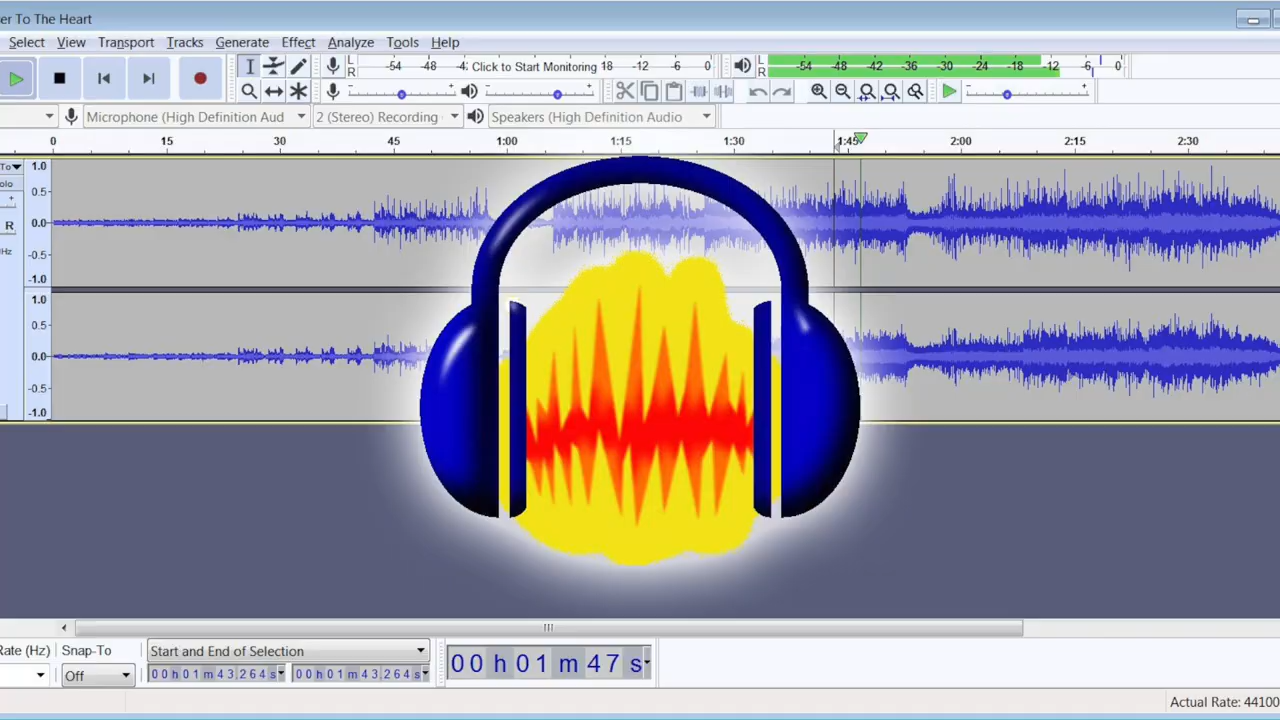 er To The Heart
Select View Transport Tracks Generate Effect Analyze Tools Help
L R -54 -48 -4 Click to Start Monitoring 18 -12 -6 0 L R -54 -48 -42 -36 -30 -24 -18 -12 -6 0
- + - + - +
Microphone (High Definition Aud 2 (Stereo) Recording Speakers (High Definition Audio
0 15 30 45 1:00 1:15 1:30 1:45 2:00 2:15 2:30
To 1.0
olo 0.5
+
R 0.0
Hz -0.5
-1.0
1.0
0.5
0.0
-0.5
-1.0
Rate (Hz) Snap-To Start and End of Selection
Off 00 h 01 m 43.264 s 00 h 01 m 43.264 s
00 h 01 m 47 s
Actual Rate: 44100